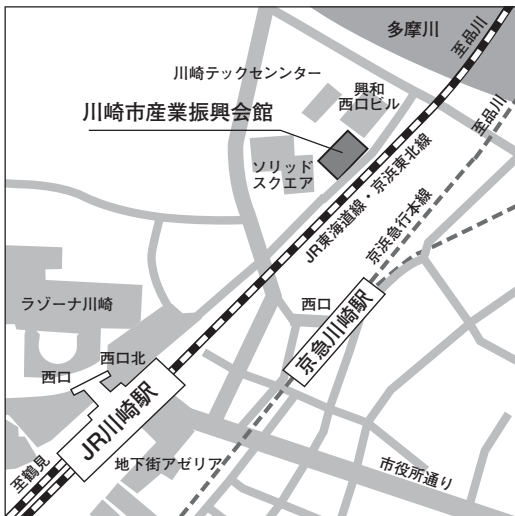 多摩川
至品川
川崎テックセンンター
興和
西口ビル
川崎市産業振興会館
至品川
ソリッド
スクエア
JR東海道線・京浜東北線
京浜急行本線
ラゾーナ川崎
西口
京急川崎駅
西口北
西口
JR川崎駅
地下街アゼリア
市役所通り
至鶴見